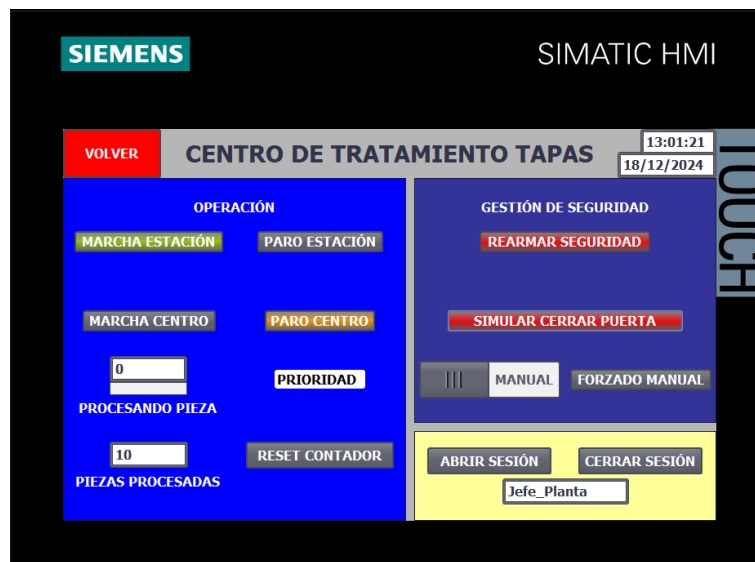 SIEMENS
SIMATIC HMI
VOLVER
CENTRO DE TRATAMIENTO TAPAS
13:01:21
18/12/2024
TOUCH
OPERACIÓN
MARCHA ESTACIÓN
PARO ESTACIÓN
MARCHA CENTRO
PARO CENTRO
0
PRIORIDAD
PROCESANDO PIEZA
10
RESET CONTADOR
PIEZAS PROCESADAS
GESTIÓN DE SEGURIDAD
REARMAR SEGURIDAD
SIMULAR CERRAR PUERTA
MANUAL
FORZADO MANUAL
ABRIR SESIÓN
CERRAR SESIÓN
Jefe_Planta